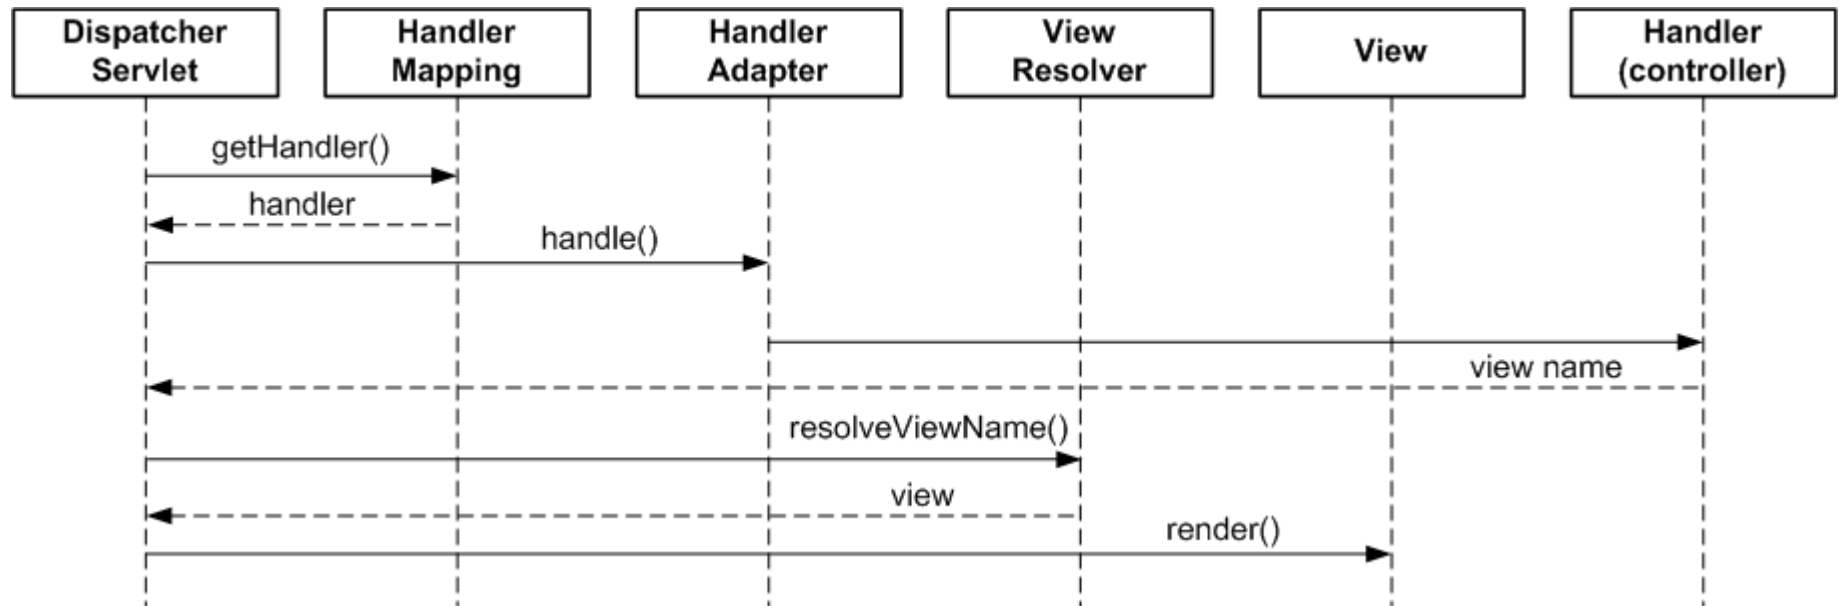 Dispatcher
Servlet
Handler
Mapping
Handler
Adapter
View
Resolver
View
Handler
(controller)
getHandler()
handler
handle()
view name
resolveViewName()
view
render()